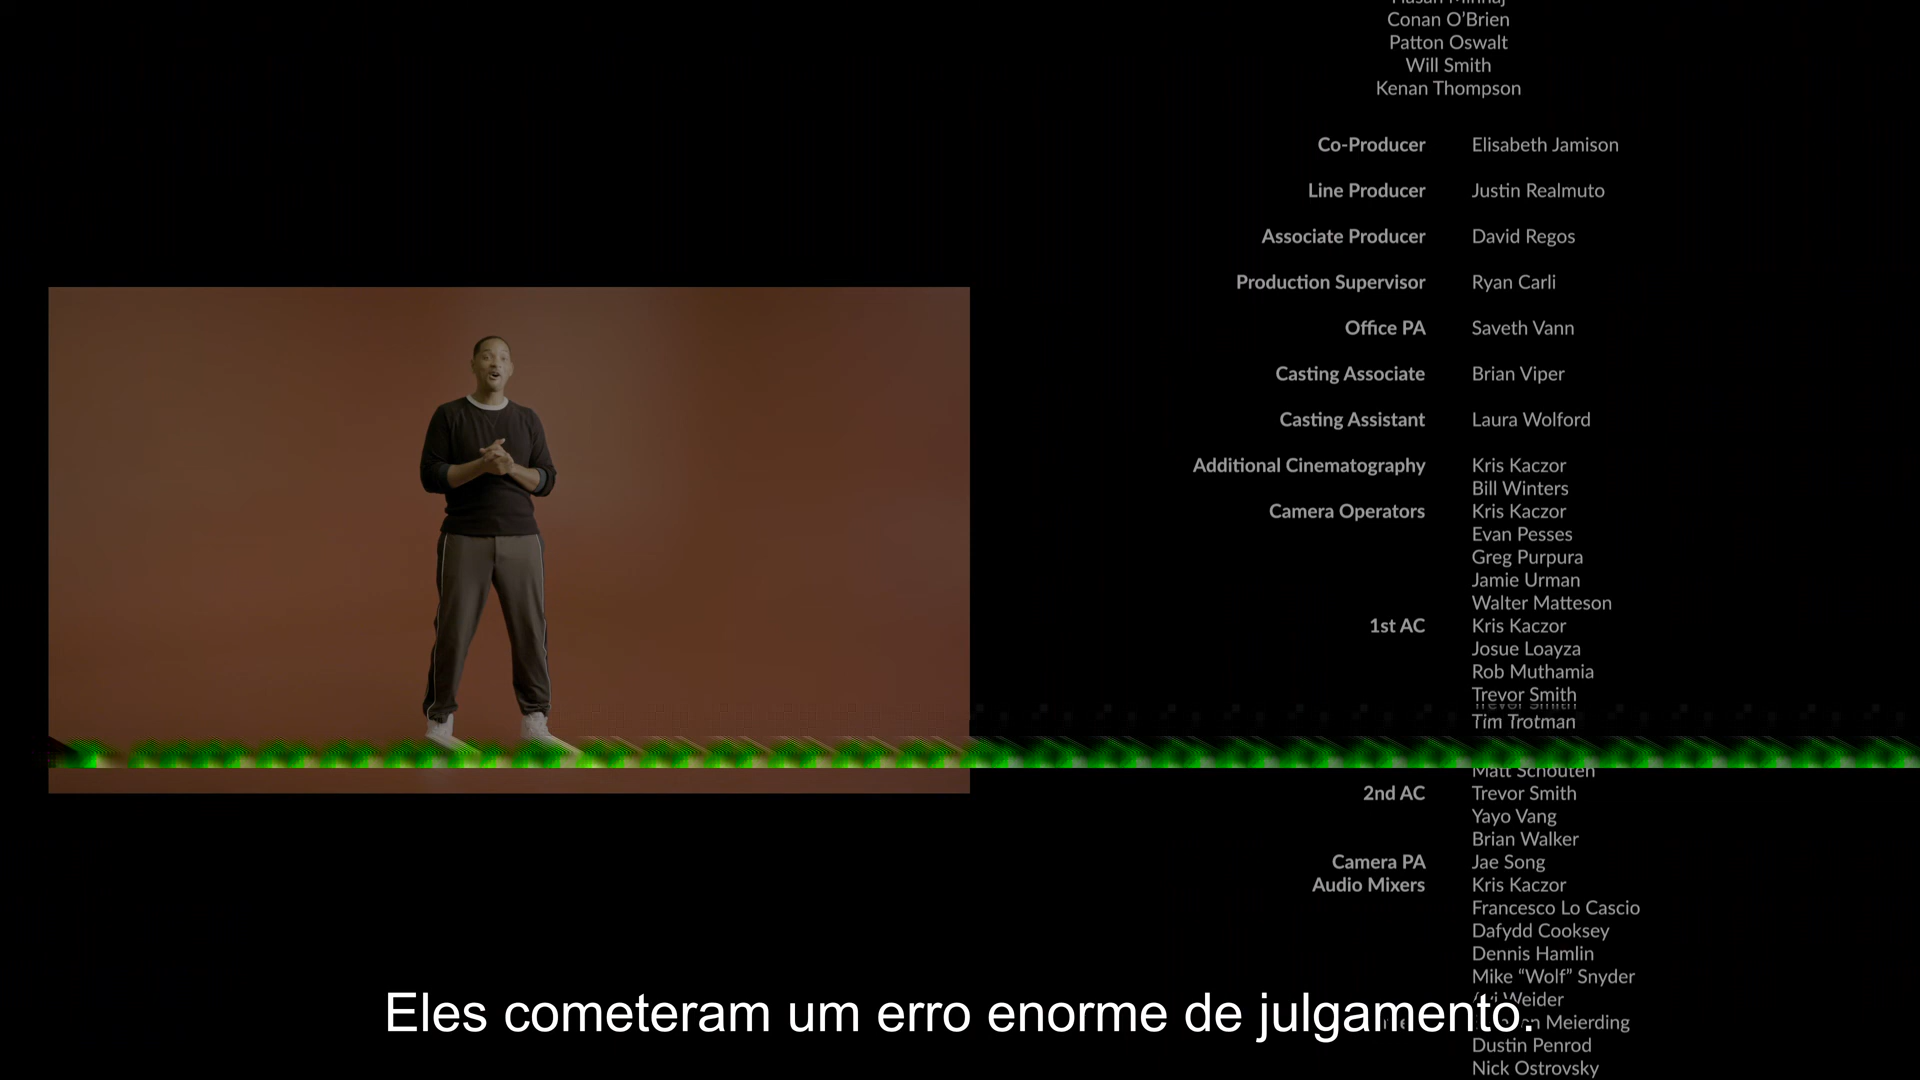 Hasan Minhaj
Conan O'Brien
Patton Oswalt
Will Smith
Kenan Thompson
Co-Producer Elisabeth Jamison
Line Producer Justin Realmuto
Associate Producer David Regos
Production Supervisor Ryan Carli
Office PA Saveth Vann
Casting Associate Brian Viper
Casting Assistant Laura Wolford
Additional Cinematography Kris Kaczor
Bill Winters
Camera Operators Kris Kaczor
Evan Pesses
Greg Purpura
Jamie Urman
Walter Matteson
1st AC Kris Kaczor
Josue Loayza
Rob Muthamia
Trevor Smith
Tim Trotman
Matt Schouten
2nd AC Trevor Smith
Yayo Vang
Brian Walker
Camera PA Jae Song
Audio Mixers Kris Kaczor
Francesco Lo Cascio
Dafydd Cooksey
Dennis Hamlin
Mike “Wolf” Snyder
Weider
Eles cometeram um erro enorme de julgamento.
Meierding
Dustin Penrod
Nick Ostrovsky